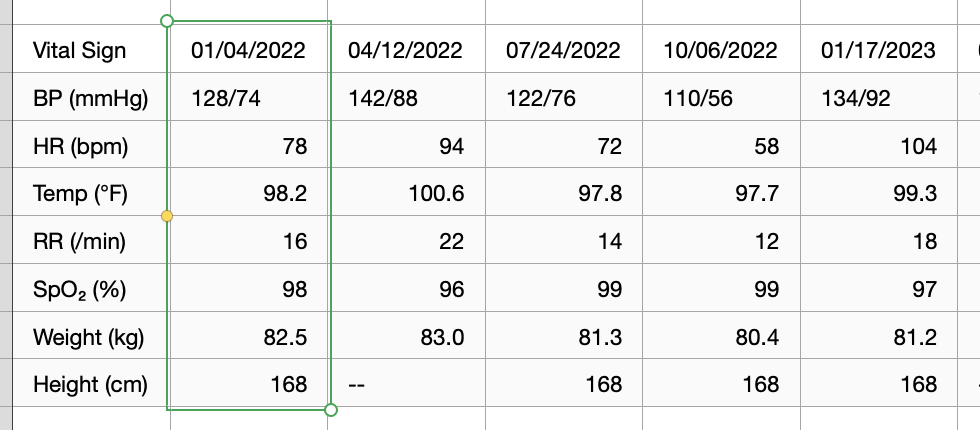 Vital Sign 01/04/2022 04/12/2022 07/24/2022 10/06/2022 01/17/2023
BP (mmHg) 128/74 142/88 122/76 110/56 134/92
HR (bpm) 78 94 72 58 104
Temp (°F) 98.2 100.6 97.8 97.7 99.3
RR (/min) 16 22 14 12 18
SpO₂ (%) 98 96 99 99 97
Weight (kg) 82.5 83.0 81.3 80.4 81.2
Height (cm) 168 -- 168 168 168